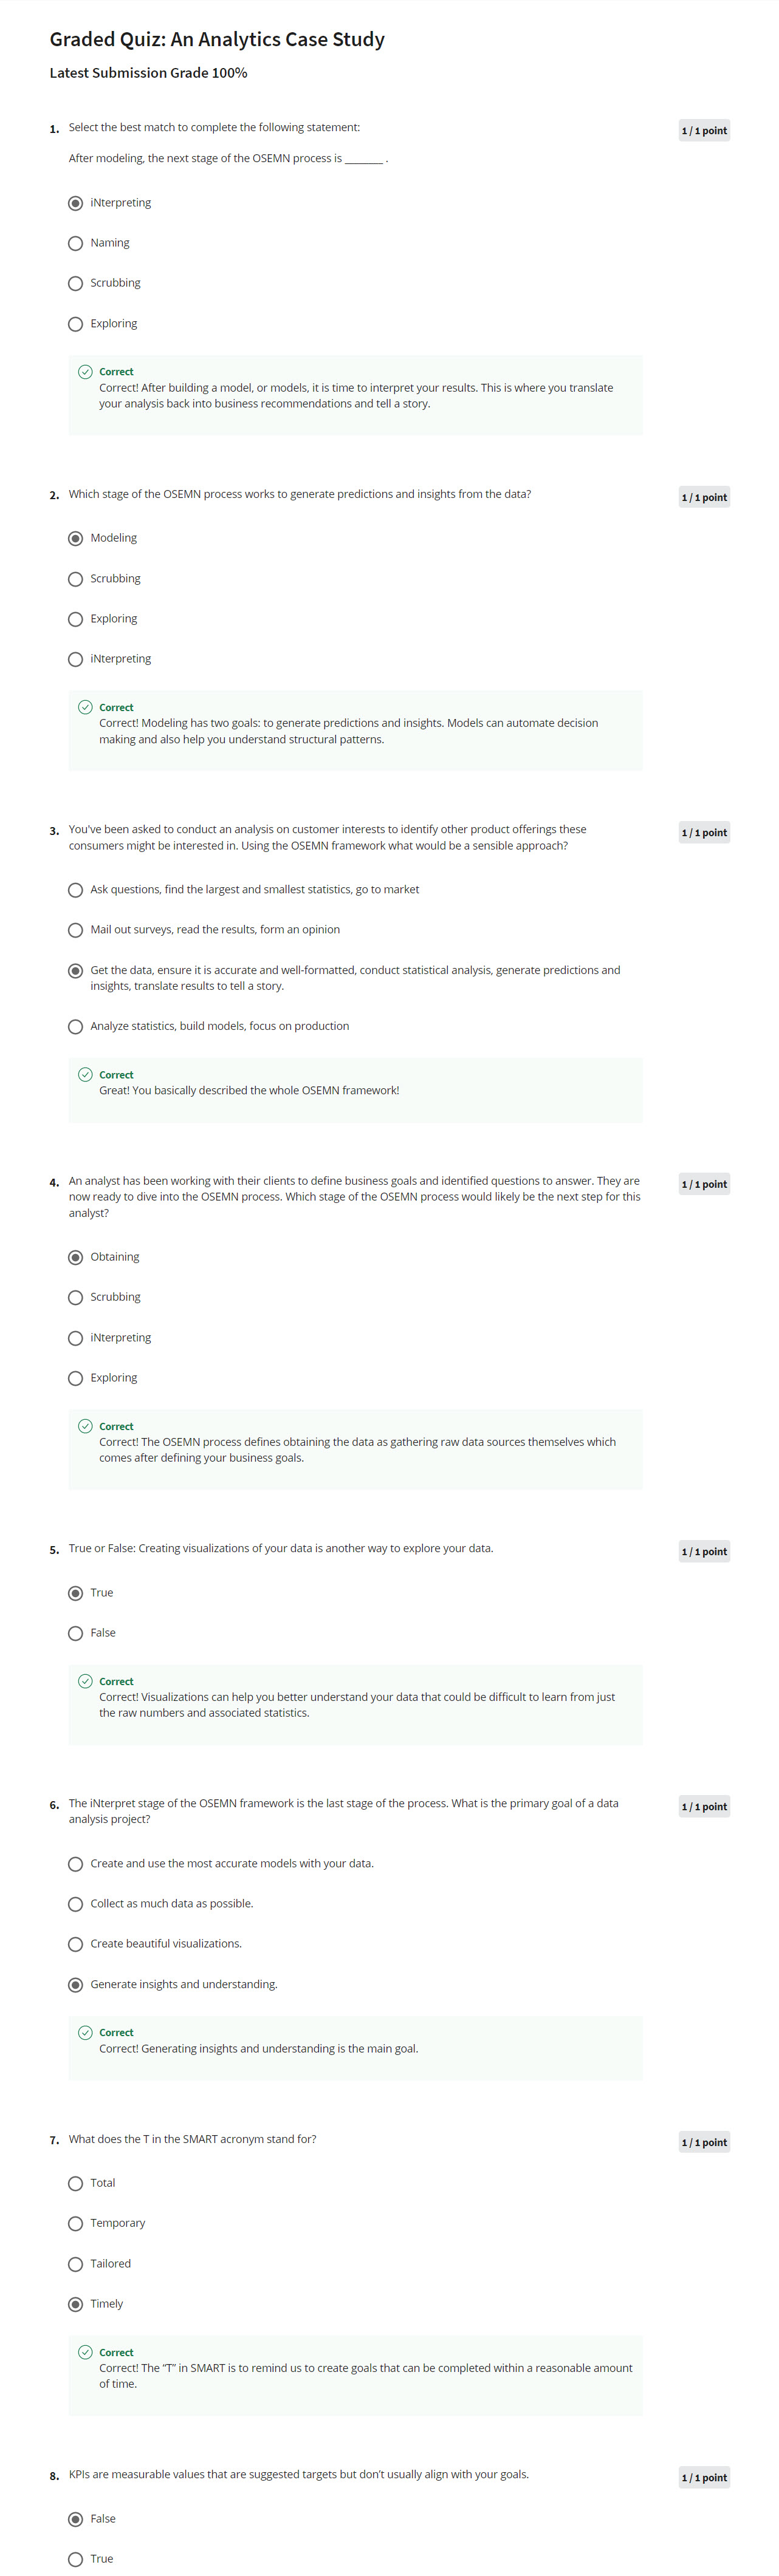 Graded Quiz: An Analytics Case Study
Latest Submission Grade 100%
1. Select the best match to complete the following statement:
1 / 1 point
After modeling, the next stage of the OSEMN process is _______ .
iNterpreting
Naming
Scrubbing
Exploring
Correct
Correct! After building a model, or models, it is time to interpret your results. This is where you translate
your analysis back into business recommendations and tell a story.
2. Which stage of the OSEMN process works to generate predictions and insights from the data?
1 / 1 point
Modeling
Scrubbing
Exploring
iNterpreting
Correct
Correct! Modeling has two goals: to generate predictions and insights. Models can automate decision
making and also help you understand structural patterns.
3. You've been asked to conduct an analysis on customer interests to identify other product offerings these
1 / 1 point
consumers might be interested in. Using the OSEMN framework what would be a sensible approach?
Ask questions, find the largest and smallest statistics, go to market
Mail out surveys, read the results, form an opinion
Get the data, ensure it is accurate and well-formatted, conduct statistical analysis, generate predictions and
insights, translate results to tell a story.
Analyze statistics, build models, focus on production
Correct
Great! You basically described the whole OSEMN framework!
4. An analyst has been working with their clients to define business goals and identified questions to answer. They are
1 / 1 point
now ready to dive into the OSEMN process. Which stage of the OSEMN process would likely be the next step for this
analyst?
Obtaining
Scrubbing
iNterpreting
Exploring
Correct
Correct! The OSEMN process defines obtaining the data as gathering raw data sources themselves which
comes after defining your business goals.
5. True or False: Creating visualizations of your data is another way to explore your data.
1 / 1 point
True
False
Correct
Correct! Visualizations can help you better understand your data that could be difficult to learn from just
the raw numbers and associated statistics.
6. The iNterpret stage of the OSEMN framework is the last stage of the process. What is the primary goal of a data
1 / 1 point
analysis project?
Create and use the most accurate models with your data.
Collect as much data as possible.
Create beautiful visualizations.
Generate insights and understanding.
Correct
Correct! Generating insights and understanding is the main goal.
7. What does the T in the SMART acronym stand for?
1 / 1 point
Total
Temporary
Tailored
Timely
Correct
Correct! The “T” in SMART is to remind us to create goals that can be completed within a reasonable amount
of time.
8. KPIs are measurable values that are suggested targets but don’t usually align with your goals.
1 / 1 point
False
True